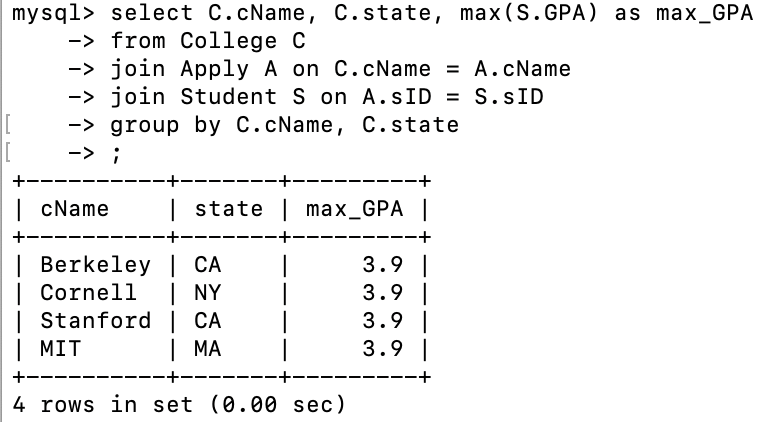 mysql> select C.cName, C.state, max(S.GPA) as max_GPA
    -> from College C
    -> join Apply A on C.cName = A.cName
    -> join Student S on A.sID = S.sID
[    -> group by C.cName, C.state
[    -> ;
+----------+-------+---------+
| cName    | state | max_GPA |
+----------+-------+---------+
| Berkeley | CA    |     3.9 |
| Cornell  | NY    |     3.9 |
| Stanford | CA    |     3.9 |
| MIT      | MA    |     3.9 |
+----------+-------+---------+
4 rows in set (0.00 sec)